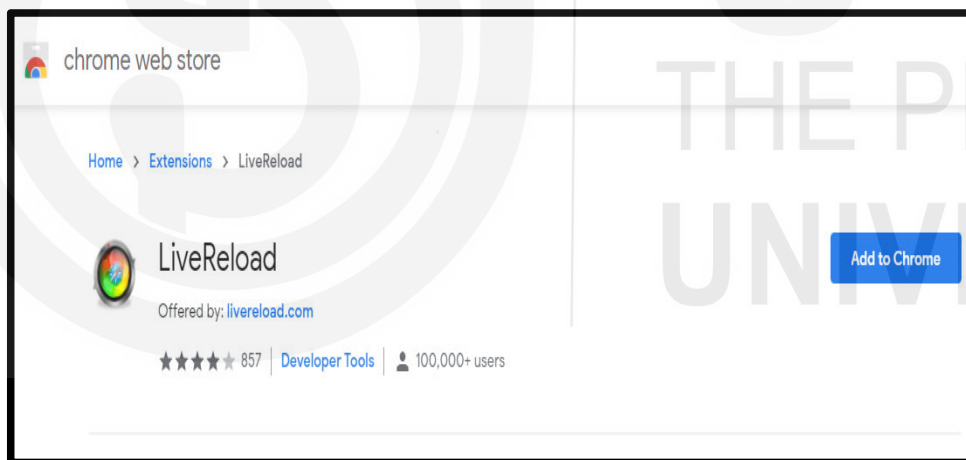 chrome web store
Home > Extensions > LiveReload
LiveReload
Offered by: livereload.com
857 | Developer Tools | 100,000+ users
Add to Chrome
THE P
UNIV